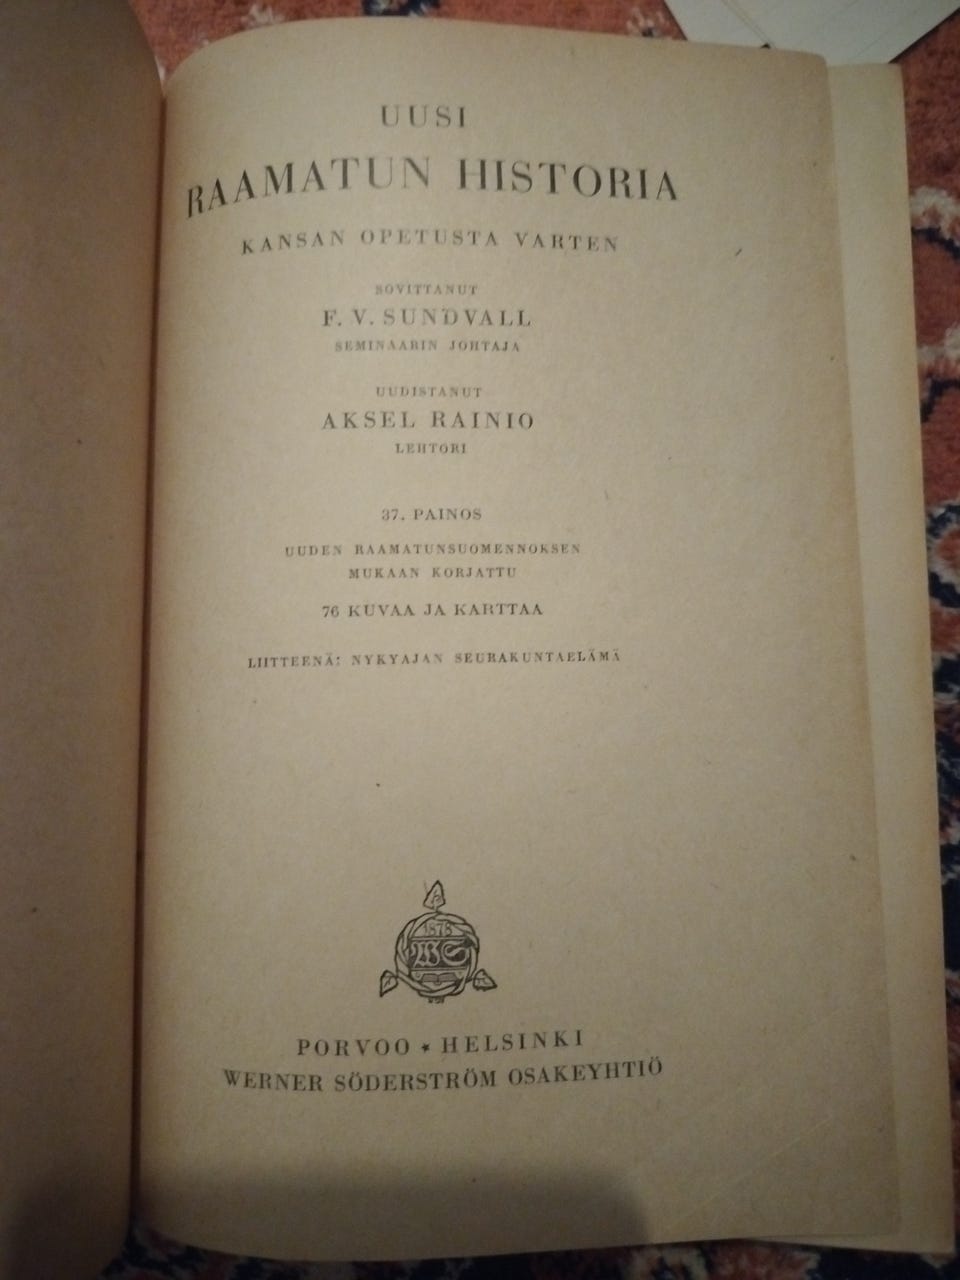 UUSI
RAAMATUN HISTORIA
KANSAN OPETUSTA VARTEN
SOVITTANUT
F. V. SUNDVALL
SEMINAARIN JOHTAJA
UUDISTANUT
AKSEL RAINIO
LEHTORI
37. PAINOS
UUDEN RAAMATUNSUOMENNOKSEN
MUKAAN KORJATTU
76 KUVAA JA KARTTAA
LIITTEENÄ: NYKYAJAN SEURAKUNTAELÄMÄ
1878
WS
PORVOO * HELSINKI
WERNER SÖDERSTRÖM OSAKEYHTIÖ